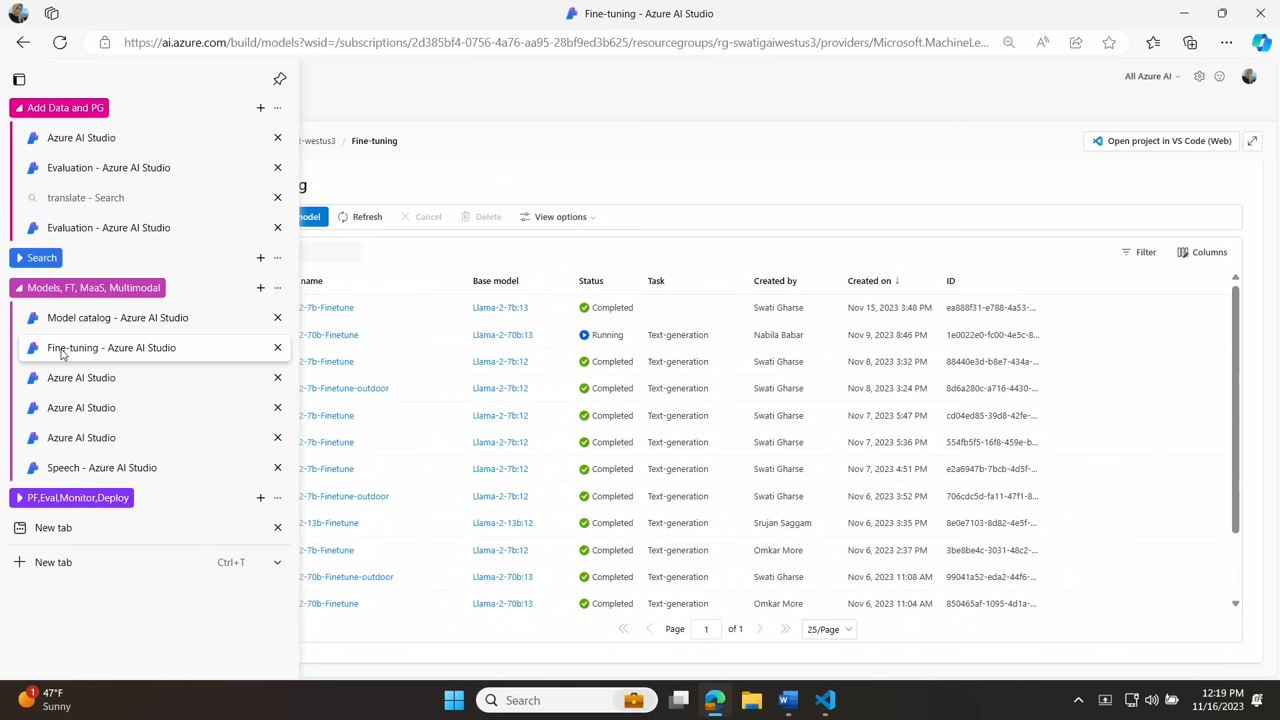 Fine-tuning - Azure AI Studio
https://ai.azure.com/build/models?wsid=/subscriptions/2d385bf4-0756-4a76-aa95-28bf9ed3b625/resourcegroups/rg-swatigaiwestus3/providers/Microsoft.MachineLe...
All Azure AI
Add Data and PG
Azure AI Studio
Evaluation - Azure AI Studio
translate - Search
Evaluation - Azure AI Studio
Search
Models, FT, MaaS, Multimodal
Model catalog - Azure AI Studio
Fine-tuning - Azure AI Studio
Azure AI Studio
Azure AI Studio
Azure AI Studio
Speech - Azure AI Studio
PF,Eval,Monitor,Deploy
New tab
New tab Ctrl+T
t-westus3 / Fine-tuning
Open project in VS Code (Web)
g
nodel Refresh Cancel Delete View options
Filter Columns
name Base model Status Task Created by Created on ↓ ID
2-7b-Finetune Llama-2-7b:13 Completed Swati Gharse Nov 15, 2023 3:48 PM ea888f31-e788-4a53-...
2-70b-Finetune Llama-2-70b:13 Running Text-generation Nabila Babar Nov 9, 2023 8:46 PM 1e0022e0-fc00-4e5c-8...
2-7b-Finetune Llama-2-7b:12 Completed Text-generation Swati Gharse Nov 8, 2023 3:32 PM 88440e3d-b8e7-434a-...
2-7b-Finetune-outdoor Llama-2-7b:12 Completed Text-generation Swati Gharse Nov 8, 2023 3:24 PM 8d6a280c-a716-4430-...
2-7b-Finetune Llama-2-7b:12 Completed Text-generation Swati Gharse Nov 7, 2023 5:47 PM cd04ed85-39d8-42fe-...
2-7b-Finetune Llama-2-7b:12 Completed Text-generation Swati Gharse Nov 7, 2023 5:36 PM 554fb5f5-16f8-459e-b...
2-7b-Finetune Llama-2-7b:12 Completed Text-generation Swati Gharse Nov 7, 2023 4:51 PM e2a6947b-7bcb-4d5f-...
2-7b-Finetune-outdoor Llama-2-7b:12 Completed Text-generation Swati Gharse Nov 6, 2023 3:52 PM 706cdc5d-fa11-47f1-8...
2-13b-Finetune Llama-2-13b:12 Completed Text-generation Srujan Saggam Nov 6, 2023 3:35 PM 8e0e7103-8d82-4e5f-...
2-7b-Finetune Llama-2-7b:12 Completed Text-generation Omkar More Nov 6, 2023 2:37 PM 3be8be4c-3031-48c2-...
2-70b-Finetune-outdoor Llama-2-70b:13 Completed Text-generation Swati Gharse Nov 6, 2023 11:08 AM 99041a52-eda2-44f6-...
2-70b-Finetune Llama-2-70b:13 Completed Text-generation Omkar More Nov 6, 2023 11:04 AM 850465af-1095-4d1a-...
Page 1 of 1 25/Page
1 47°F
Sunny
Search
12:19 PM
11/16/2023